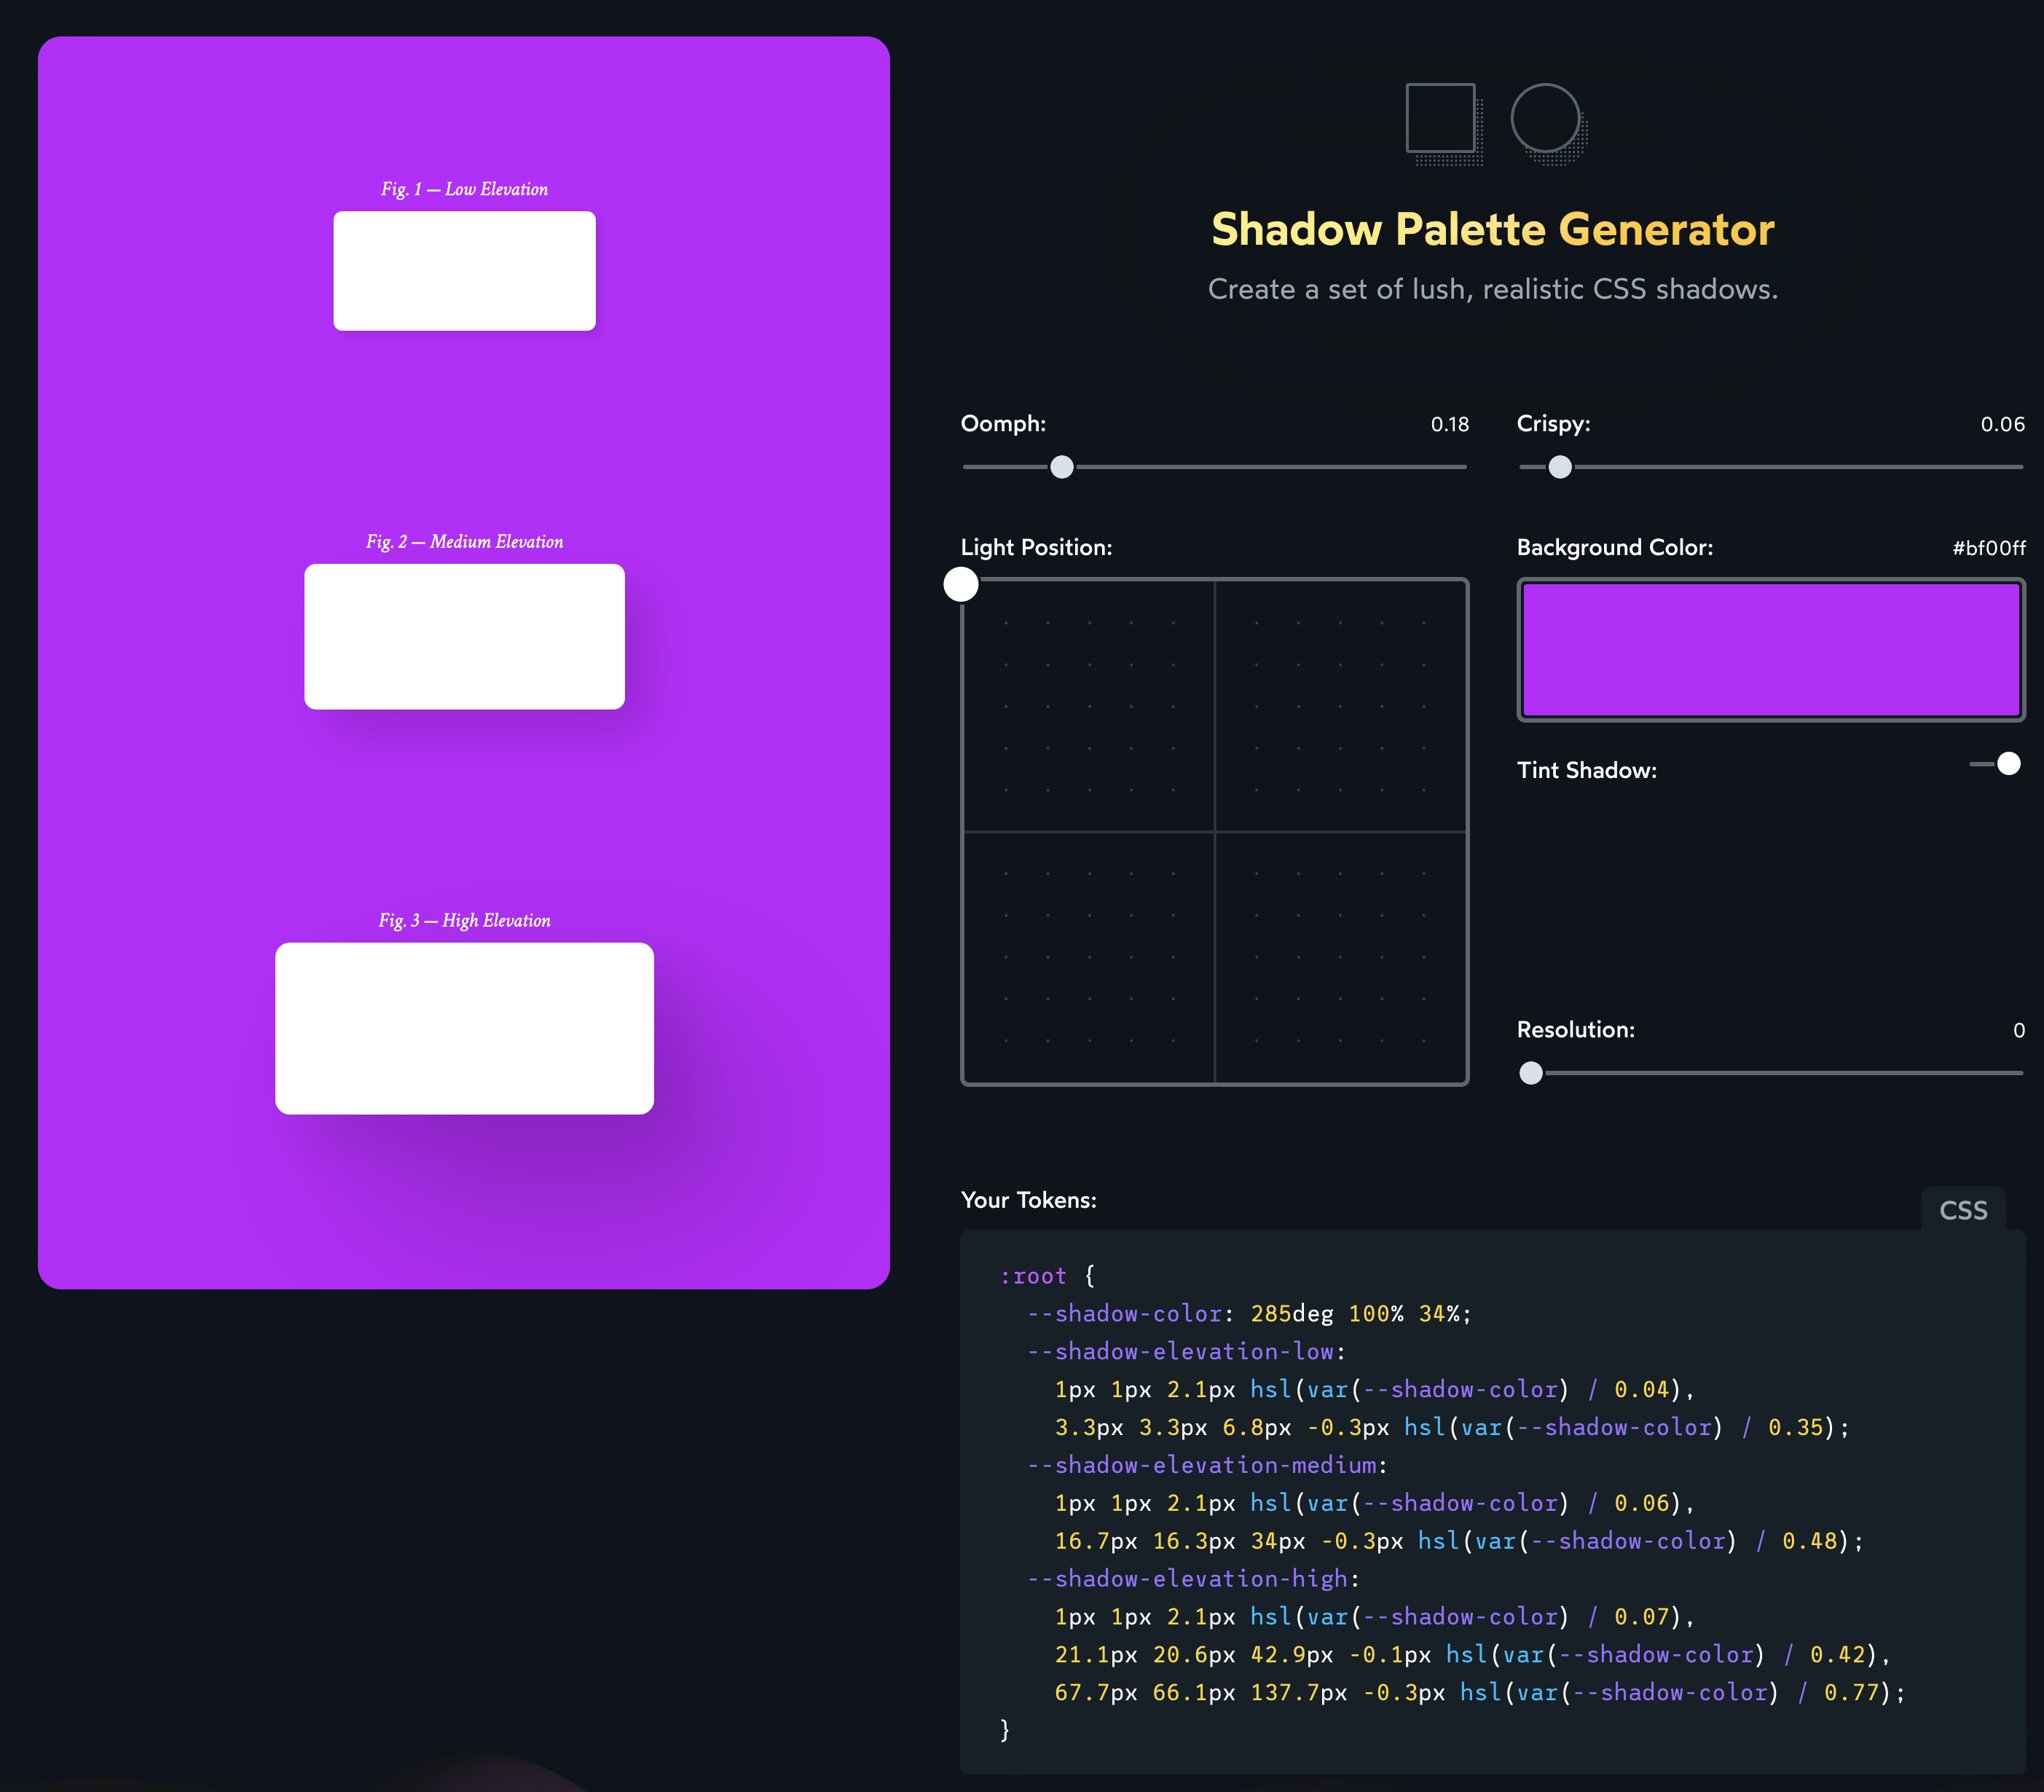 Fig. 1 — Low Elevation
Fig. 2 — Medium Elevation
Fig. 3 — High Elevation
Shadow Palette Generator
Create a set of lush, realistic CSS shadows.
Oomph: 0.18
Crispy: 0.06
Light Position:
Background Color: #bf00ff
Tint Shadow:
Resolution: 0
Your Tokens:
CSS
:root {
  --shadow-color: 285deg 100% 34%;
  --shadow-elevation-low:
    1px 1px 2.1px hsl(var(--shadow-color) / 0.04),
    3.3px 3.3px 6.8px -0.3px hsl(var(--shadow-color) / 0.35);
  --shadow-elevation-medium:
    1px 1px 2.1px hsl(var(--shadow-color) / 0.06),
    16.7px 16.3px 34px -0.3px hsl(var(--shadow-color) / 0.48);
  --shadow-elevation-high:
    1px 1px 2.1px hsl(var(--shadow-color) / 0.07),
    21.1px 20.6px 42.9px -0.1px hsl(var(--shadow-color) / 0.42),
    67.7px 66.1px 137.7px -0.3px hsl(var(--shadow-color) / 0.77);
}